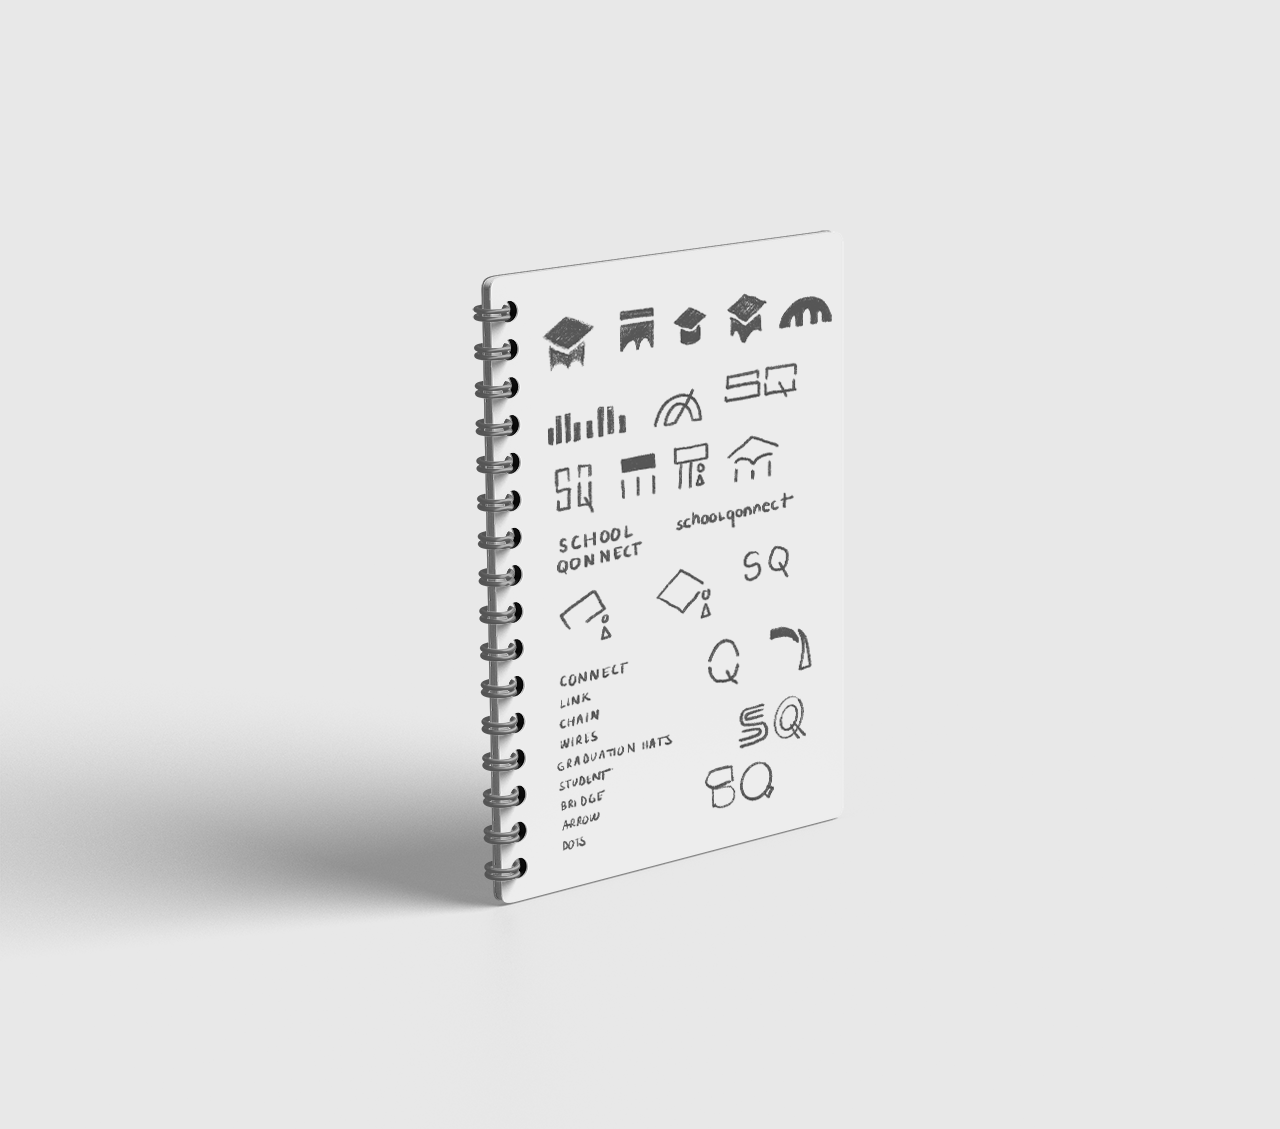 SQ
SQ
schoolqonnect
SCHOOL
QONNECT
SQ
Q
CONNECT
LINK
CHAIN
WIRES
GRADUATION HATS
STUDENT
BRIDGE
ARROW
DOTS
SQ
SQ